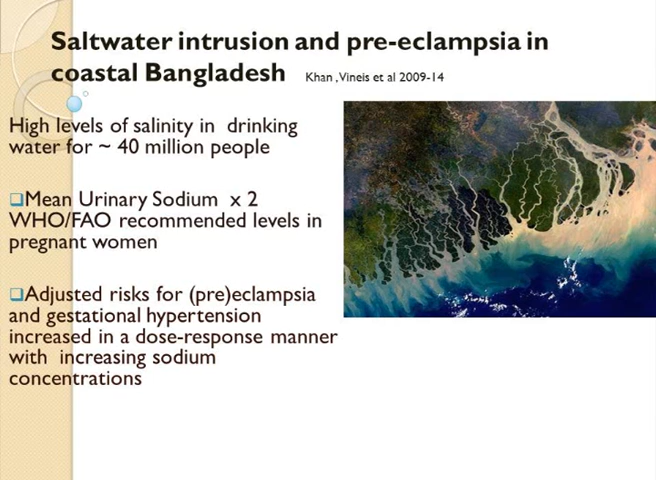 Saltwater intrusion and pre-eclampsia in
coastal Bangladesh Khan ,Vineis et al 2009-14
High levels of salinity in drinking
water for ~ 40 million people
❑Mean Urinary Sodium x 2
WHO/FAO recommended levels in
pregnant women
❑Adjusted risks for (pre)eclampsia
and gestational hypertension
increased in a dose-response manner
with increasing sodium
concentrations